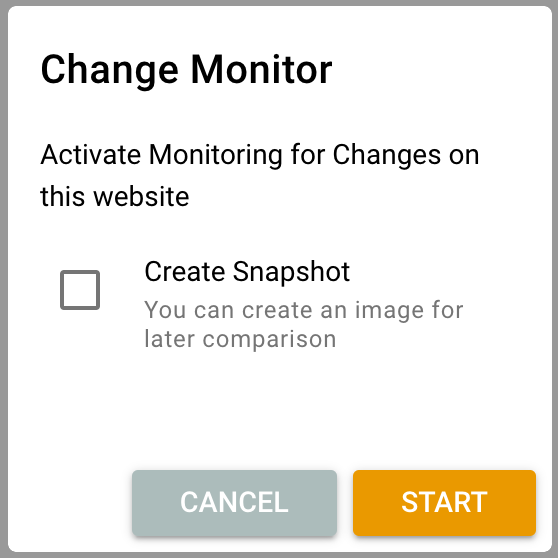 Change Monitor
Activate Monitoring for Changes on
this website
Create Snapshot
You can create an image for
later comparison
CANCEL
START